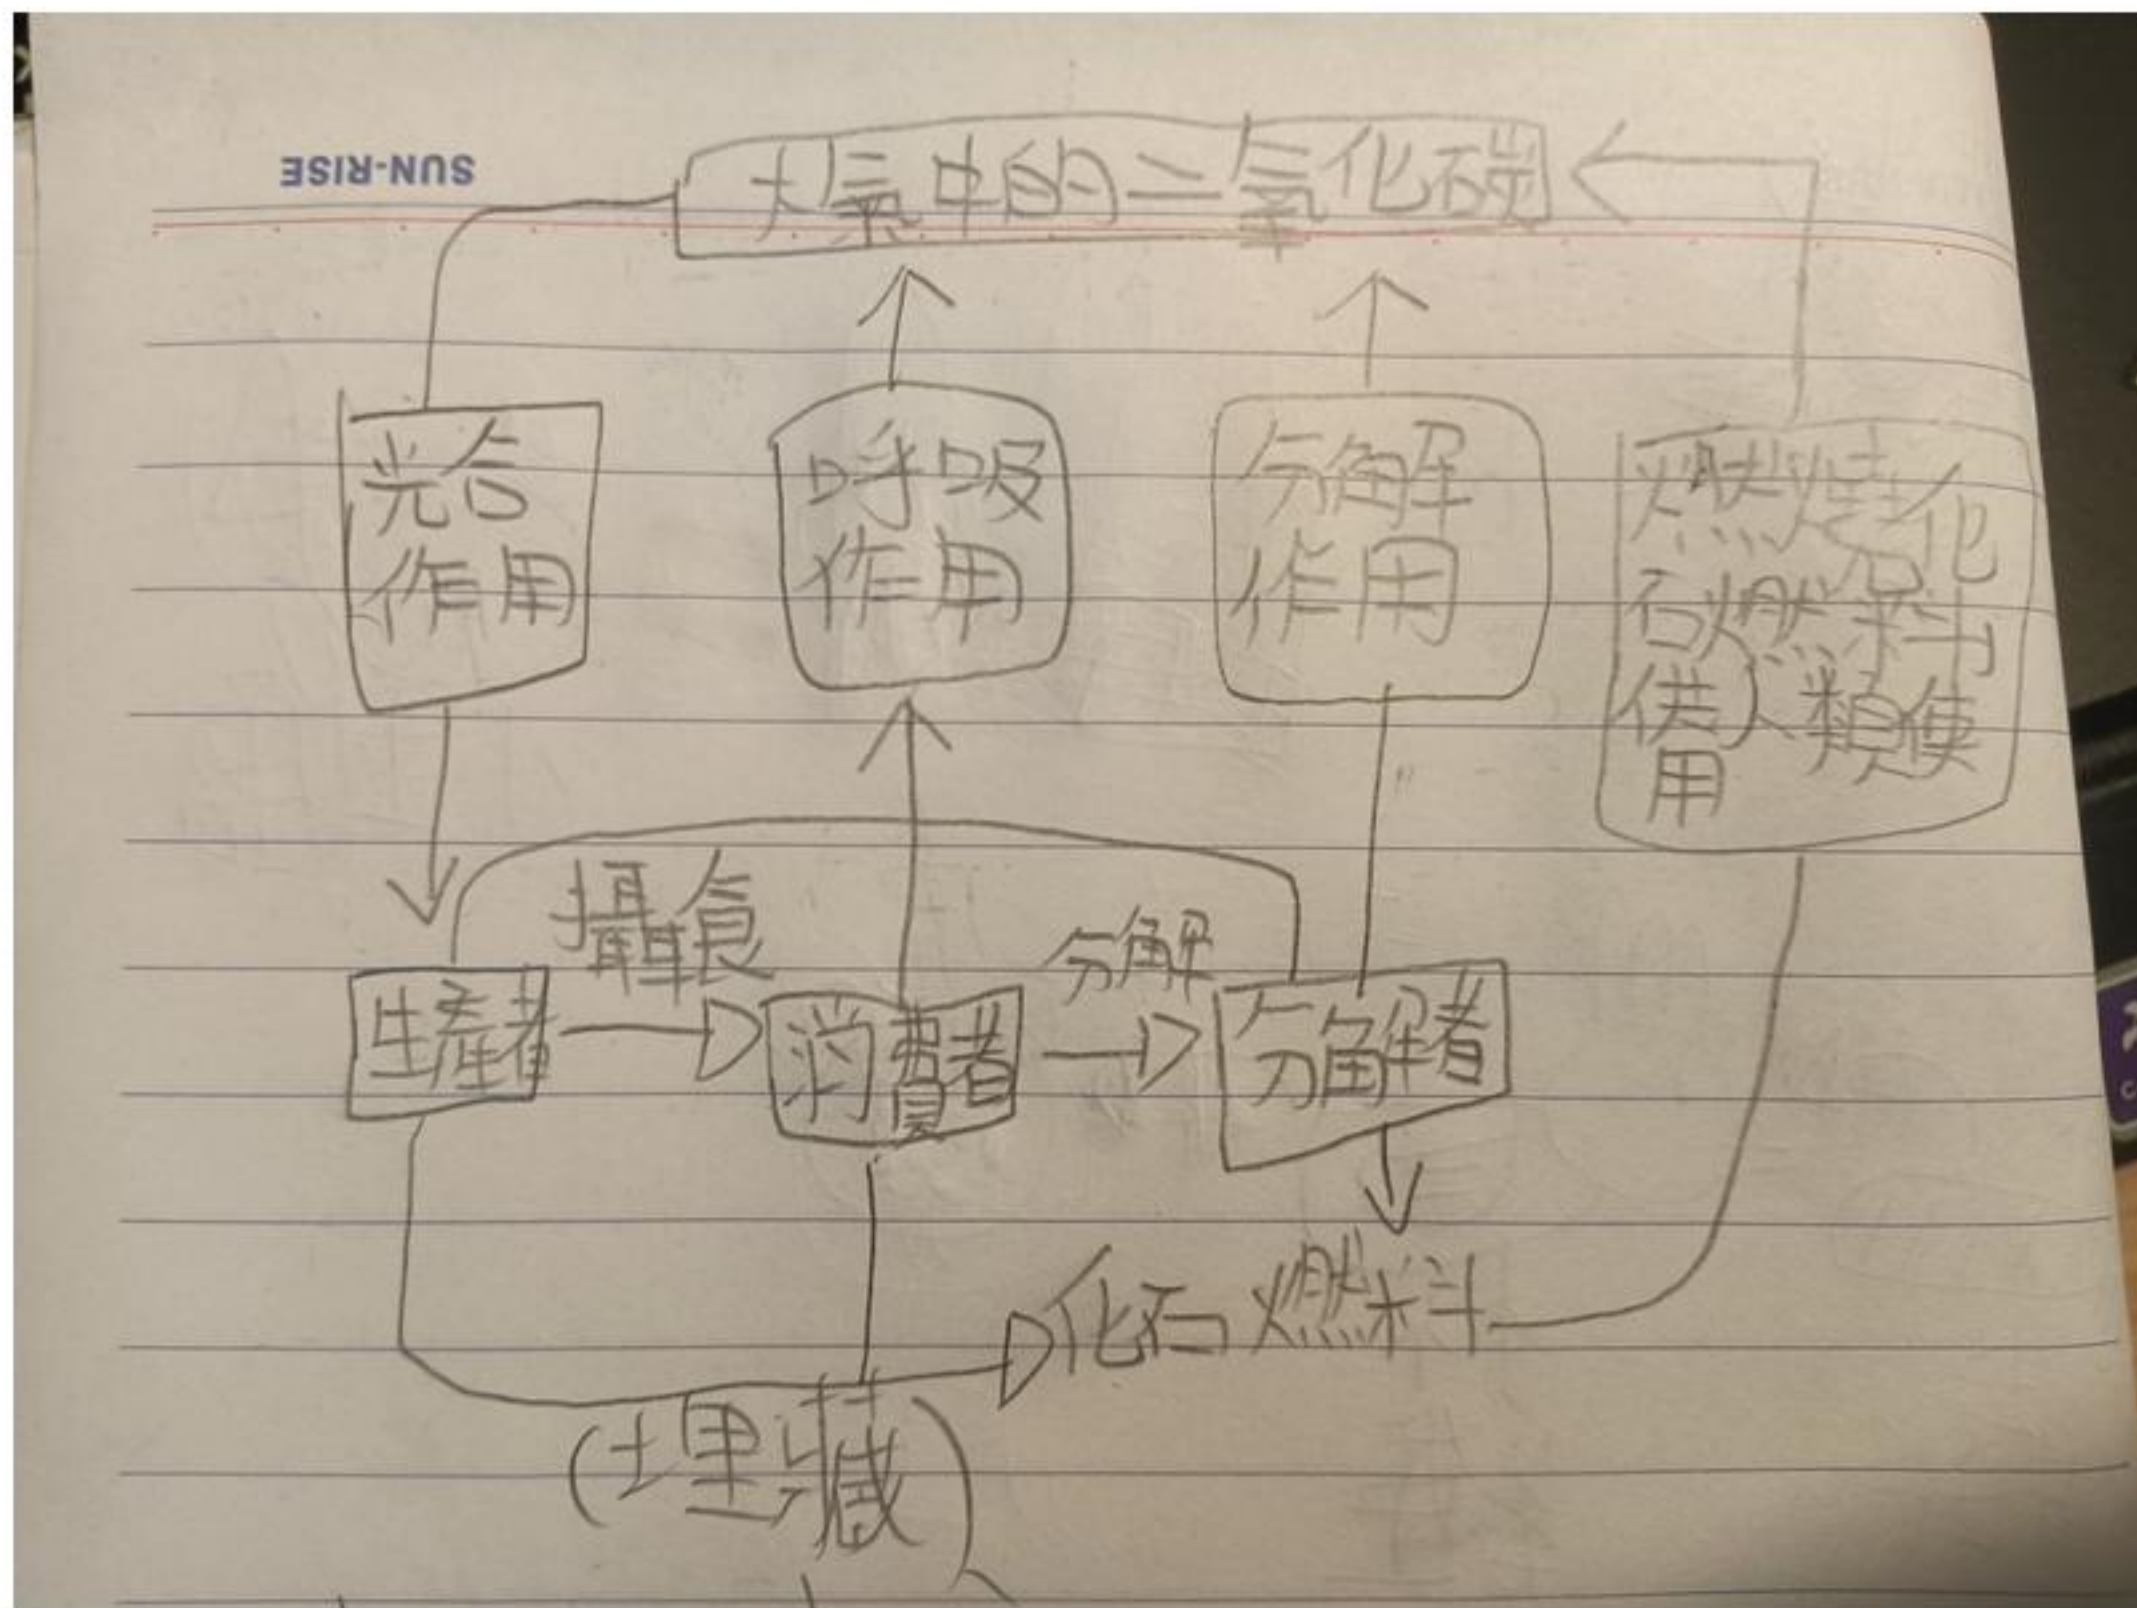 SUN-RISE
大氣中的二氧化碳
光合
作用
呼吸
作用
分解
作用
燃燒化
石燃料
供人類使
用
攝食
分解
生產者
消費者
分解者
化石燃料
(埋藏)